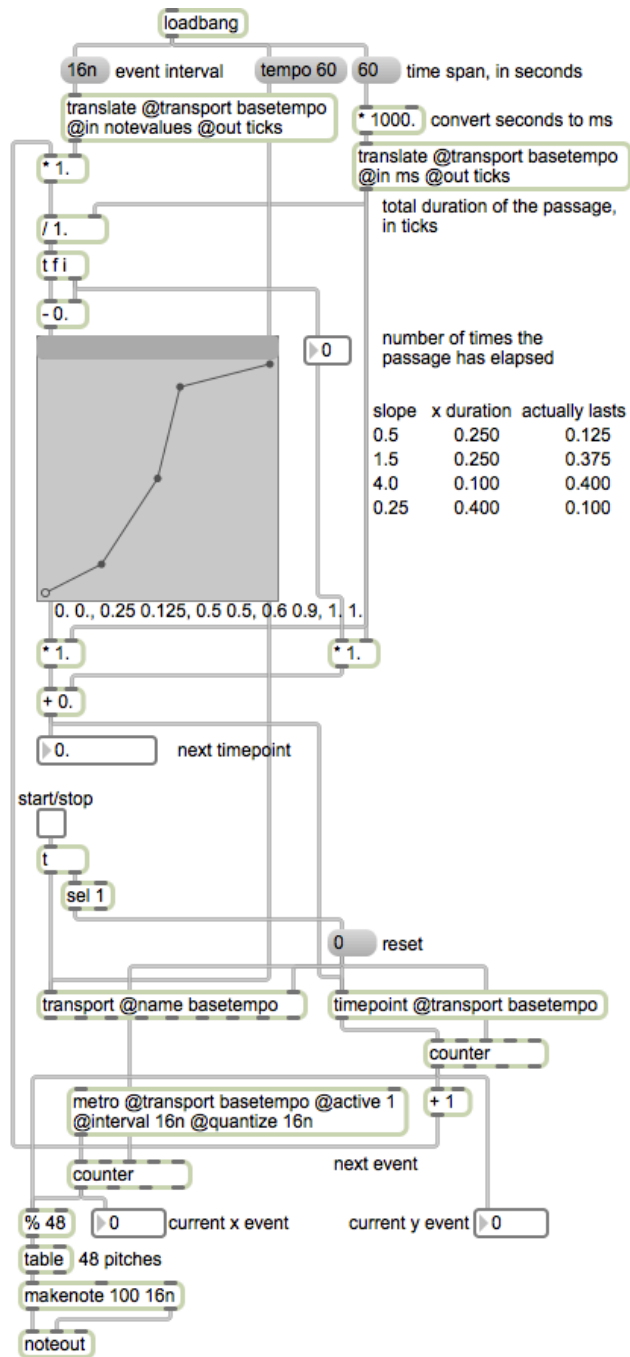 loadbang
16n event interval tempo 60 60 time span, in seconds
translate @transport basetempo
@in notevalues @out ticks
* 1000. convert seconds to ms
* 1.
translate @transport basetempo
@in ms @out ticks
total duration of the passage,
in ticks
/ 1.
t f i
- 0.
0
number of times the
passage has elapsed
slope x duration actually lasts
0.5 0.250 0.125
1.5 0.250 0.375
4.0 0.100 0.400
0.25 0.400 0.100
0. 0., 0.25 0.125, 0.5 0.5, 0.6 0.9, 1. 1.
* 1. * 1.
+ 0.
0. next timepoint
start/stop
t
sel 1
0 reset
transport @name basetempo timepoint @transport basetempo
counter
metro @transport basetempo @active 1
@interval 16n @quantize 16n
+ 1
next event
counter
% 48 0 current x event current y event 0
table 48 pitches
makenote 100 16n
noteout